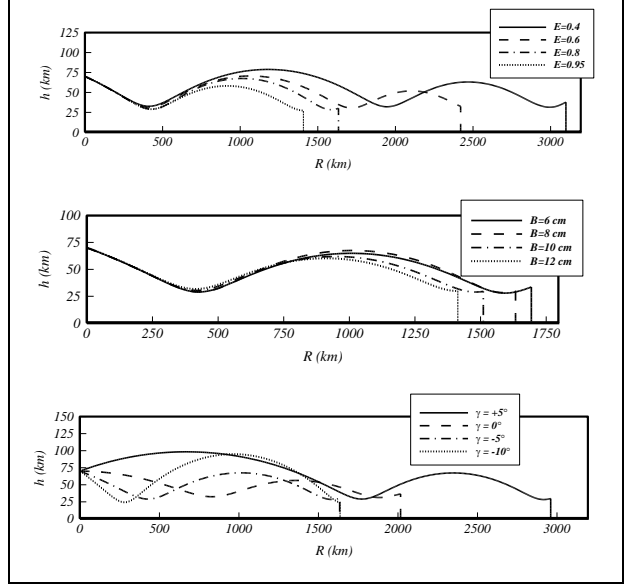 125
100
75
50
25
0
h (km)
0 500 1000 1500 2000 2500 3000
R (km)
E=0.4
E=0.6
E=0.8
E=0.95
100
75
50
25
0
h (km)
0 250 500 750 1000 1250 1500 1750
R (km)
B=6 cm
B=8 cm
B=10 cm
B=12 cm
150
125
100
75
50
25
0
h (km)
0 500 1000 1500 2000 2500 3000
R (km)
γ = +5°
γ = 0°
γ = -5°
γ = -10°